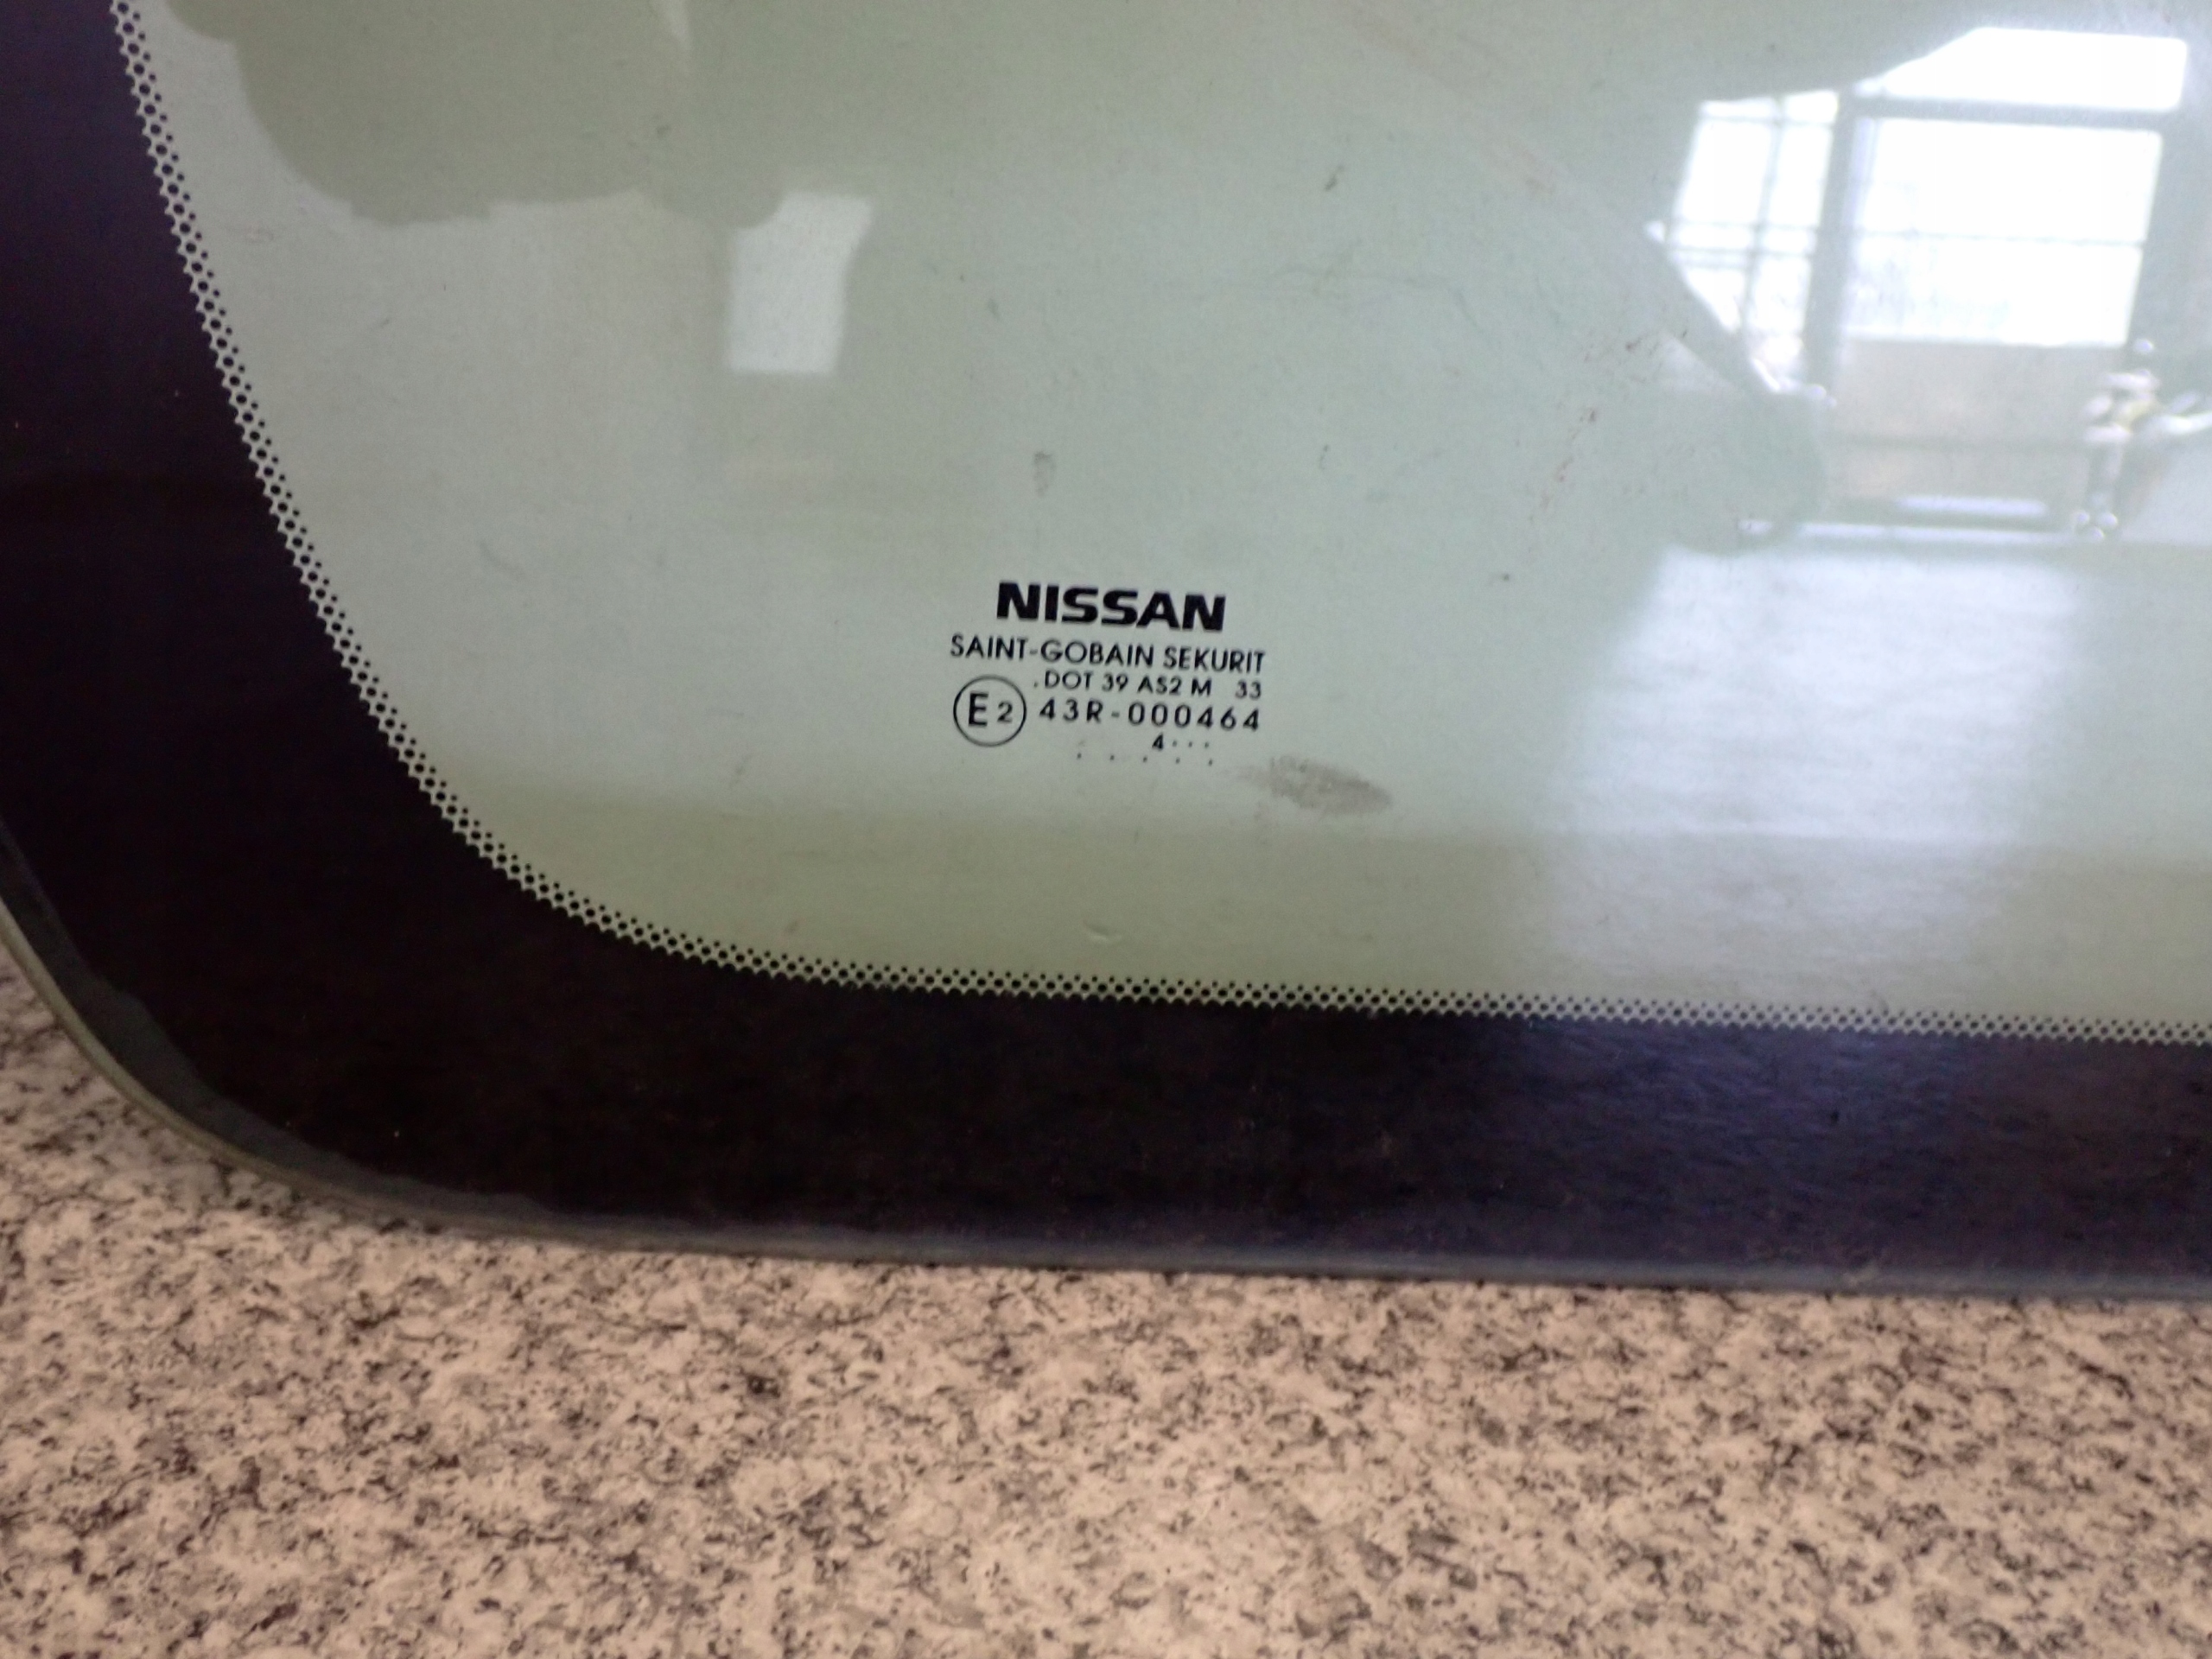 NISSAN
SAINT-GOBAIN SEKURIT
.DOT 39 AS2 M 33
E2 43R-000464
4...
. . . . .